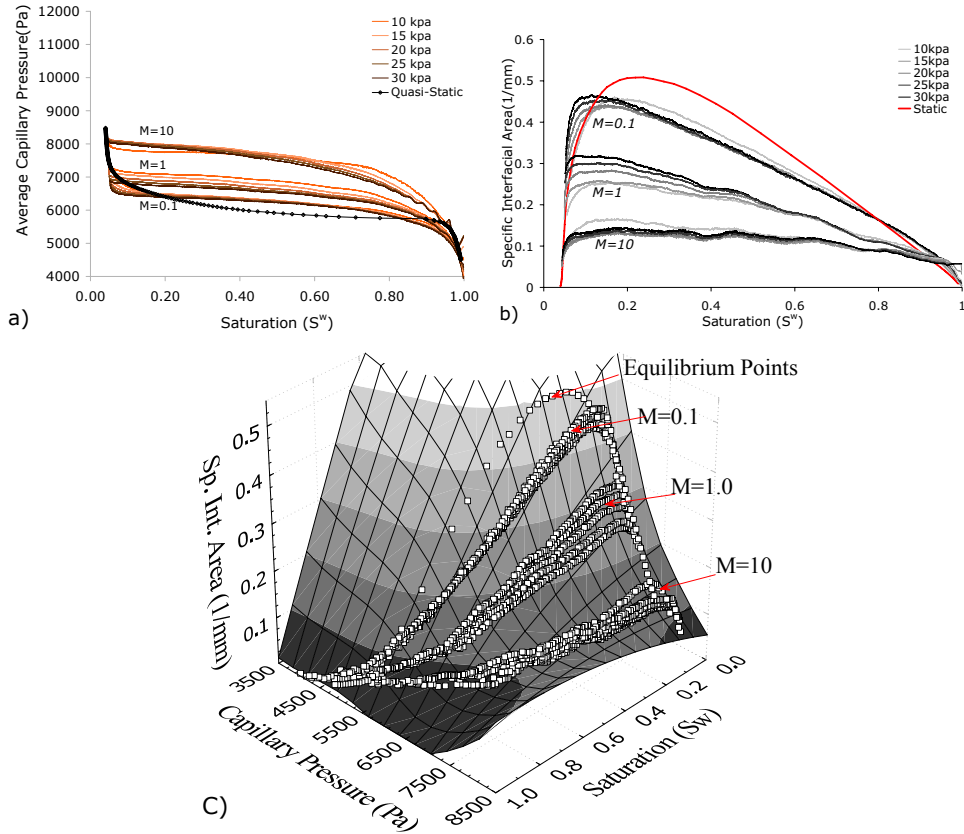 12000
11000
10000
9000
8000
7000
6000
5000
4000
Average Capillary Pressure(Pa)
10 kpa
15 kpa
20 kpa
25 kpa
30 kpa
Quasi-Static
M=10
M=1
M=0.1
0.00
0.20
0.40
0.60
0.80
1.00
Saturation (Sʷ)
a)
0.6
0.5
0.4
0.3
0.2
0.1
0
Specific Interfacial Area(1/mm)
10kpa
15kpa
20kpa
25kpa
30kpa
Static
M=0.1
M=1
M=10
0
0.2
0.4
0.6
0.8
1
Saturation (Sʷ)
b)
Equilibrium Points
M=0.1
M=1.0
M=10
0.5
0.4
0.3
0.2
0.1
Sp. Int. Area (1/mm)
3500
4500
5500
6500
7500
8500
Capillary Pressure (Pa)
1.0
0.8
0.6
0.4
0.2
0.0
Saturation (Sw)
C)